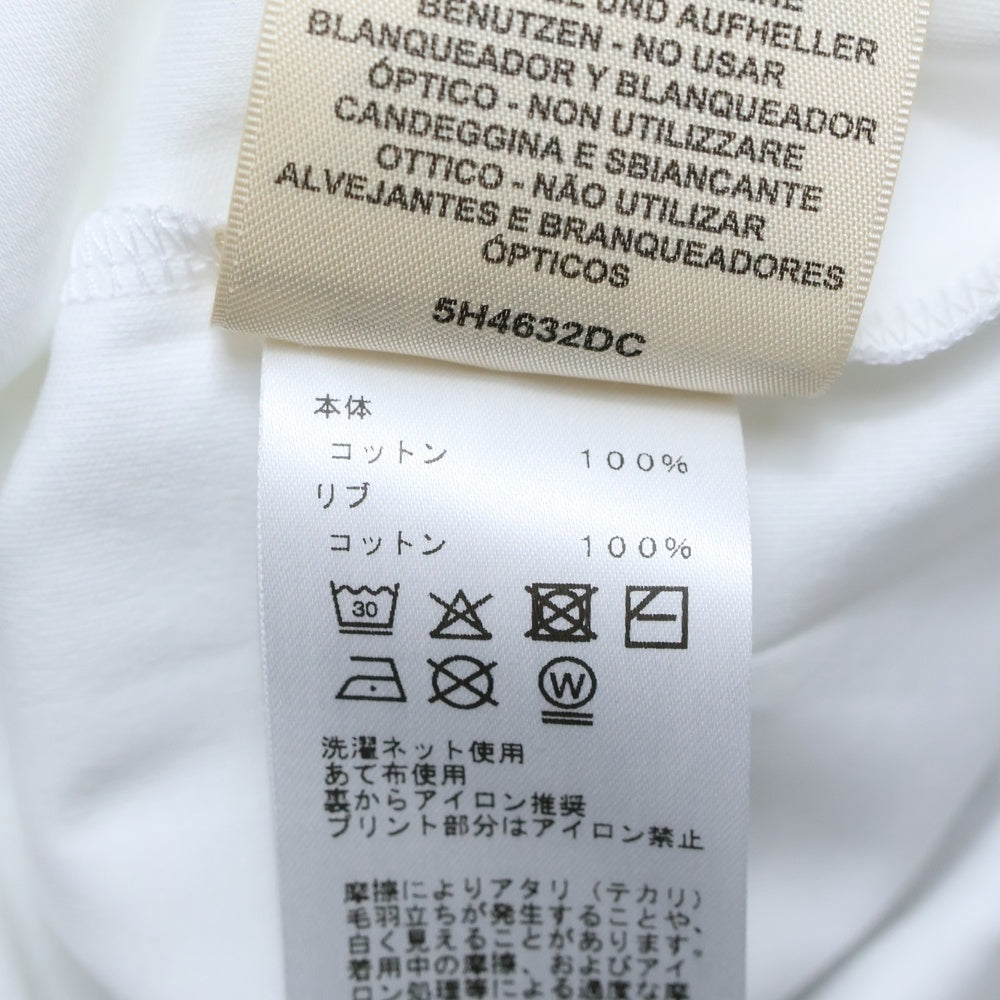 UND AUFHELLER
BENUTZEN - NO USAR
BLANQUEADOR Y BLANQUEADOR
ÓPTICO - NON UTILIZZARE
CANDEGGINA E SBIANCANTE
OTTICO - NÃO UTILIZAR
ALVEJANTES E BRANQUEADORES
ÓPTICOS
5H4632DC
本体
コットン 100%
リブ
コットン 100%
30
W
洗濯ネット使用
あて布使用
裏からアイロン推奨
プリント部分はアイロン禁止
摩擦によりアタリ（テカリ）
毛羽立ちが発生することや、
白く見えることがあります。
着用中の摩擦、およびアイ
ロン処理等による過度な摩